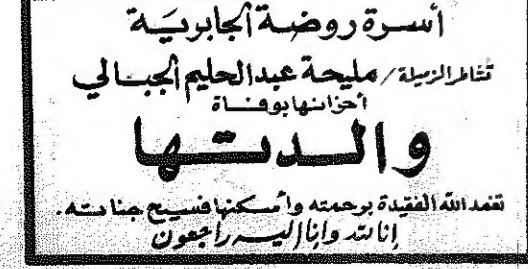 أسرة روضة الجابرية
تشاطر الزميلة / مليحة عبدالحليم الجبالي
أحزانها بوفاة
والدتها
تغمد الله الفقيدة برحمته وأسكنها فسيح جناته .
إنا لله وإنا إليه راجعون